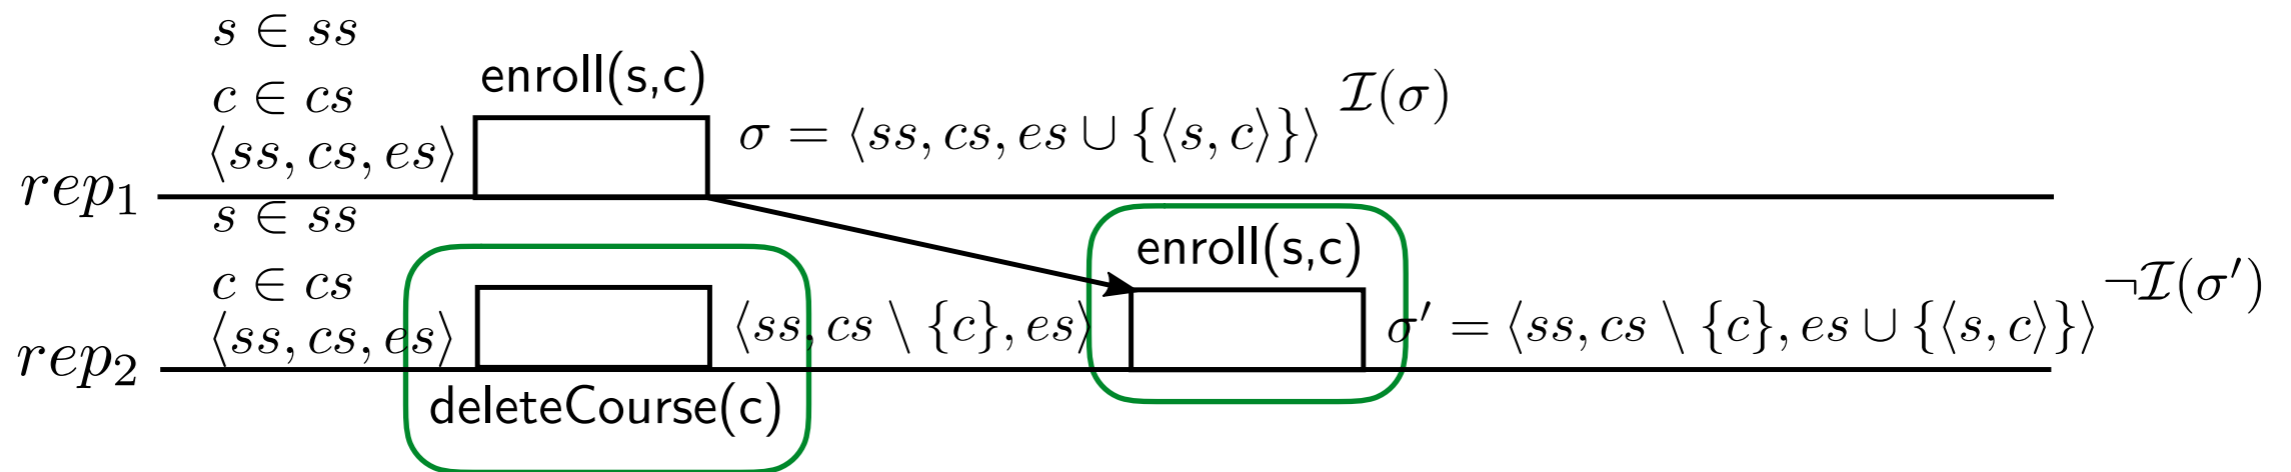 s ∈ ss
c ∈ cs
⟨ss, cs, es⟩
enroll(s,c)
σ = ⟨ss, cs, es ∪ {⟨s, c⟩}⟩
ℐ(σ)
rep₁
s ∈ ss
c ∈ cs
⟨ss, cs, es⟩
⟨ss, cs \ {c}, es⟩
enroll(s,c)
σ′ = ⟨ss, cs \ {c}, es ∪ {⟨s, c⟩}⟩
¬ℐ(σ′)
rep₂
deleteCourse(c)